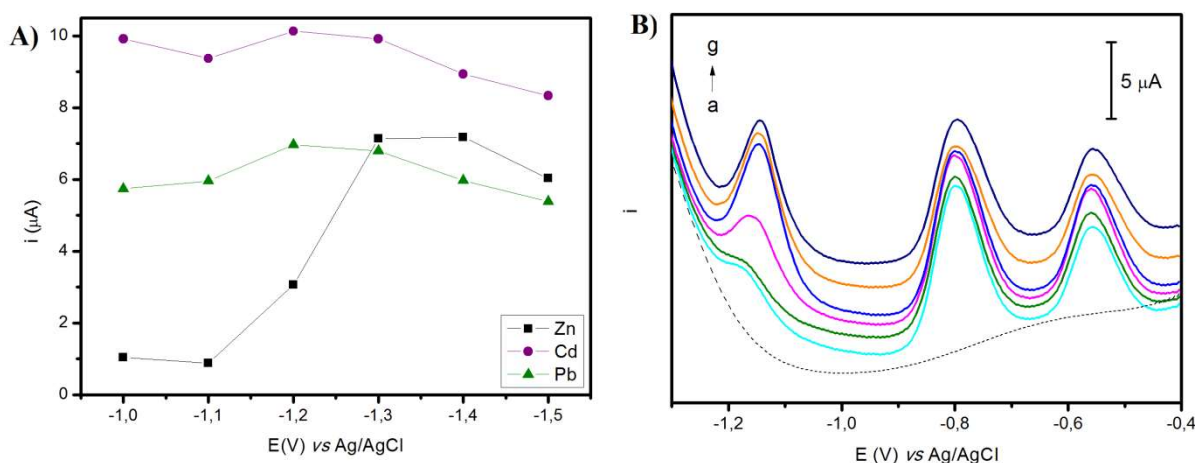 A)
10
8
6
4
2
0
i (µA)
Zn
Cd
Pb
-1,0 -1,1 -1,2 -1,3 -1,4 -1,5
E(V) vs Ag/AgCl
B)
g
a
5 µA
i
-1,2 -1,0 -0,8 -0,6 -0,4
E (V) vs Ag/AgCl